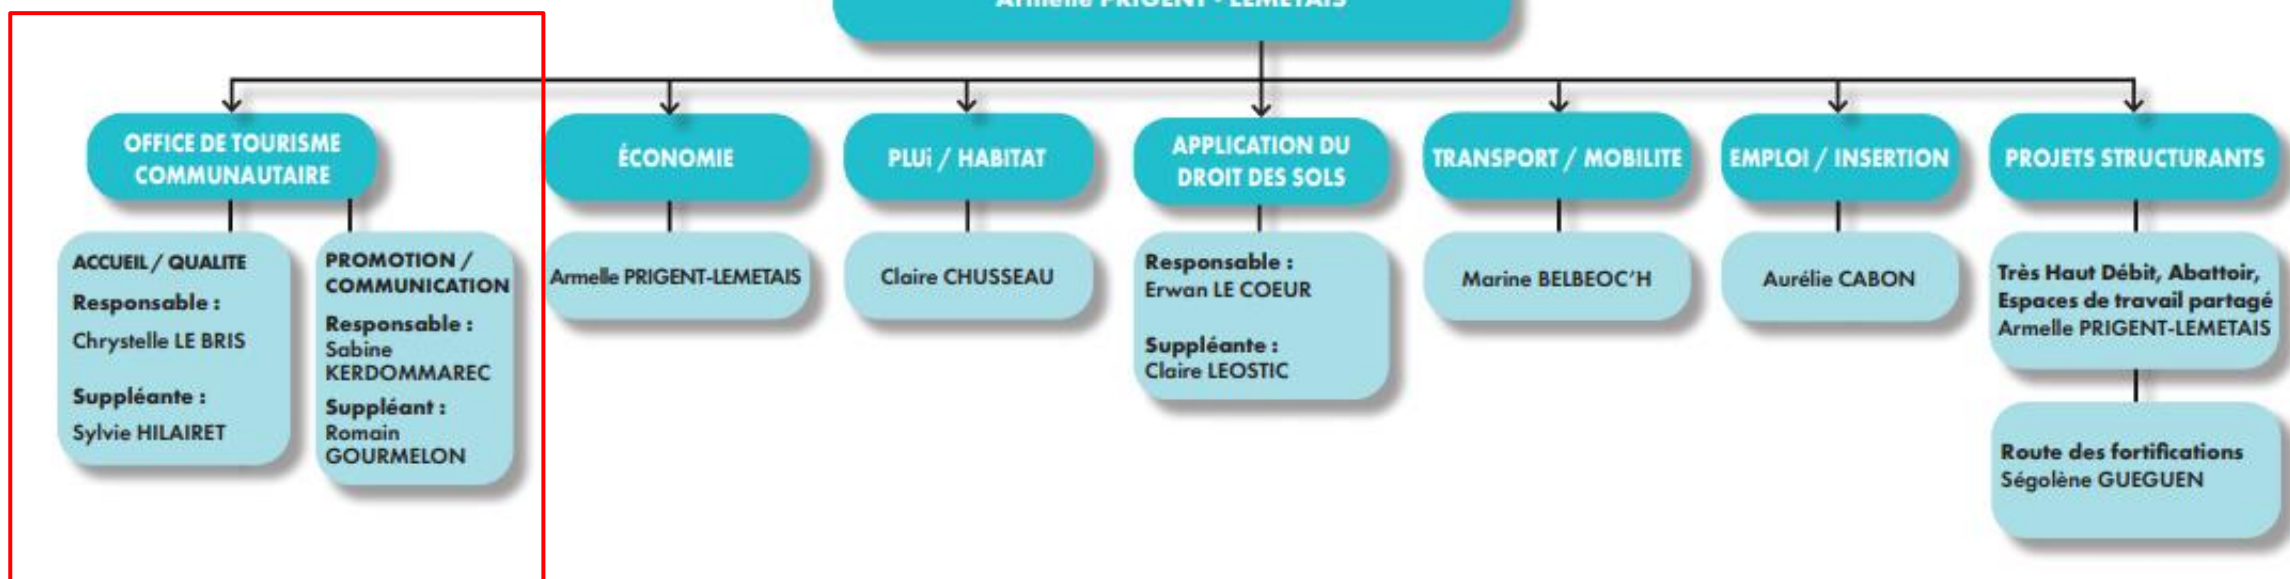 Armelle PRIGENT - LEMETAIS
OFFICE DE TOURISME
COMMUNAUTAIRE
ACCUEIL / QUALITE
Responsable :
Chrystelle LE BRIS
Suppléante :
Sylvie HILAIRET
PROMOTION /
COMMUNICATION
Responsable :
Sabine
KERDOMMAREC
Suppléant :
Romain
GOURMELON
ÉCONOMIE
Armelle PRIGENT-LEMETAIS
PLUi / HABITAT
Claire CHUSSEAU
APPLICATION DU
DROIT DES SOLS
Responsable :
Erwan LE COEUR
Suppléante :
Claire LEOSTIC
TRANSPORT / MOBILITE
Marine BELBEOC'H
EMPLOI / INSERTION
Aurélie CABON
PROJETS STRUCTURANTS
Très Haut Débit, Abattoir,
Espaces de travail partagé
Armelle PRIGENT-LEMETAIS
Route des fortifications
Ségolène GUEGUEN